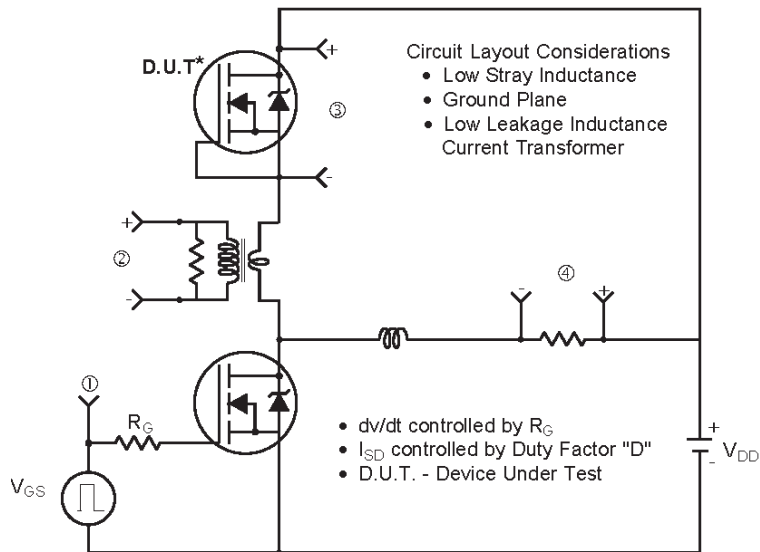 D.U.T*
+
③
-
Circuit Layout Considerations
• Low Stray Inductance
• Ground Plane
• Low Leakage Inductance
Current Transformer
+
②
-
④
- +
①
R_G
V_GS
• dv/dt controlled by R_G
• I_SD controlled by Duty Factor "D"
• D.U.T. - Device Under Test
+
-
V_DD